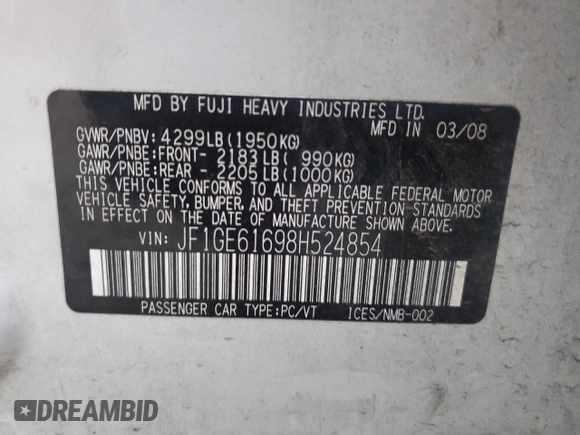 MFD BY FUJI HEAVY INDUSTRIES LTD.
MFD IN 03/08
GVWR/PNBV: 4299LB(1950KG)
GAWR/PNBE:FRONT- 2183LB( 990KG)
GAWR/PNBE:REAR - 2205LB(1000KG)
THIS VEHICLE CONFORMS TO ALL APPLICABLE FEDERAL MOTOR
VEHICLE SAFETY, BUMPER, AND THEFT PREVENTION STANDARDS
IN EFFECT ON THE DATE OF MANUFACTURE SHOWN ABOVE.
VIN: JF1GE61698H524854
PASSENGER CAR TYPE:PC/VT ICES/NMB-002
DREAMBID